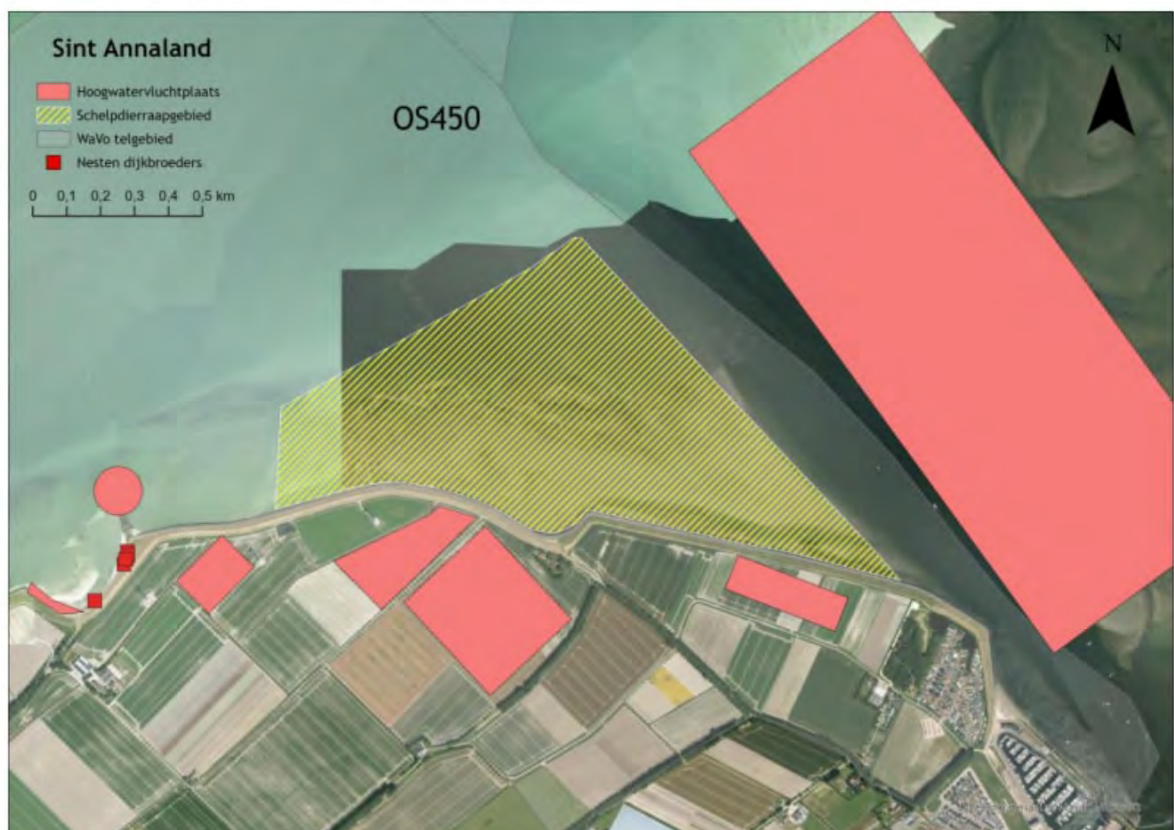 Sint Annaland
Hoogwatervluchtplaats
Schelpdierraapgebied
WaVo telgebied
Nesten dijkbroeders
0 0,1 0,2 0,3 0,4 0,5 km
OS450
N